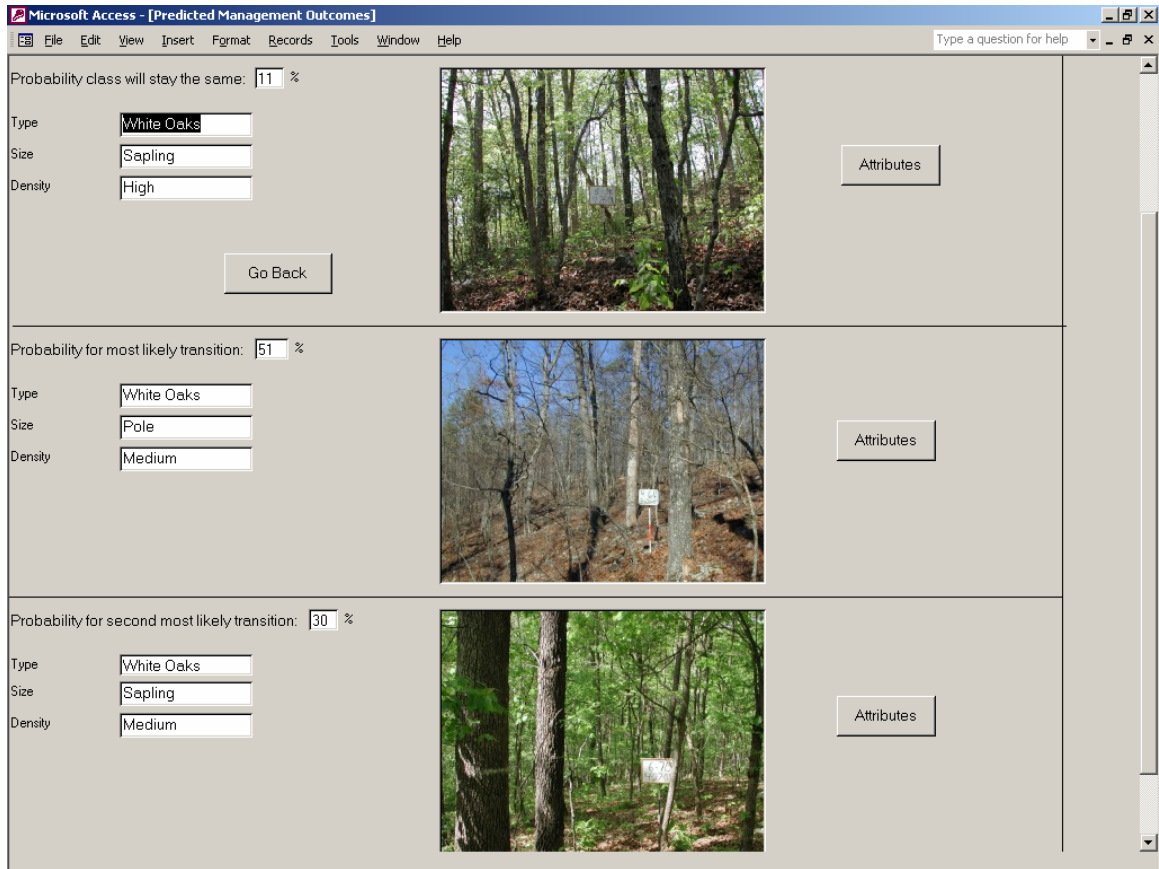 Microsoft Access - [Predicted Management Outcomes]
File Edit View Insert Format Records Tools Window Help Type a question for help
Probability class will stay the same: 11 %
Type White Oaks
Size Sapling
Density High
Attributes
Go Back
Probability for most likely transition: 51 %
Type White Oaks
Size Pole
Density Medium
Attributes
Probability for second most likely transition: 30 %
Type White Oaks
Size Sapling
Density Medium
Attributes